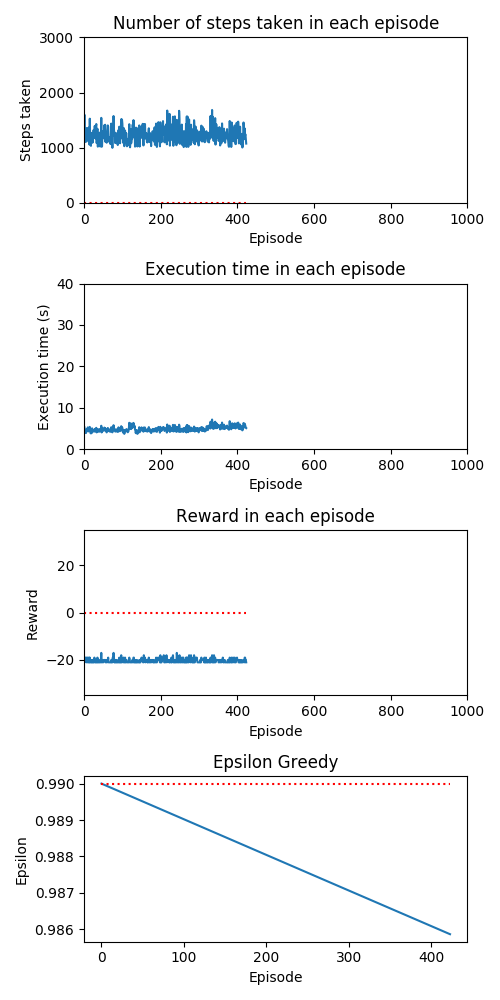 Number of steps taken in each episode
3000
2000
1000
0
Steps taken
0 200 400 600 800 1000
Episode
Execution time in each episode
40
30
20
10
0
Execution time (s)
0 200 400 600 800 1000
Episode
Reward in each episode
20
0
−20
Reward
0 200 400 600 800 1000
Episode
Epsilon Greedy
0.990
0.989
0.988
0.987
0.986
Epsilon
0 100 200 300 400
Episode